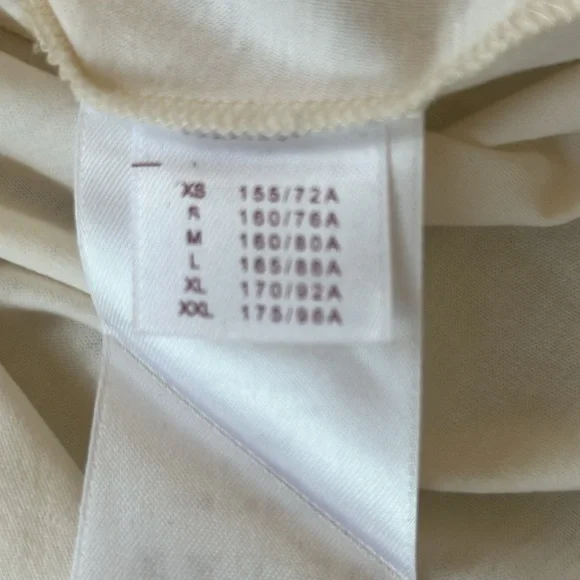 XS 155/72A
S 160/76A
M 160/80A
L 165/88A
XL 170/92A
XXL 175/96A